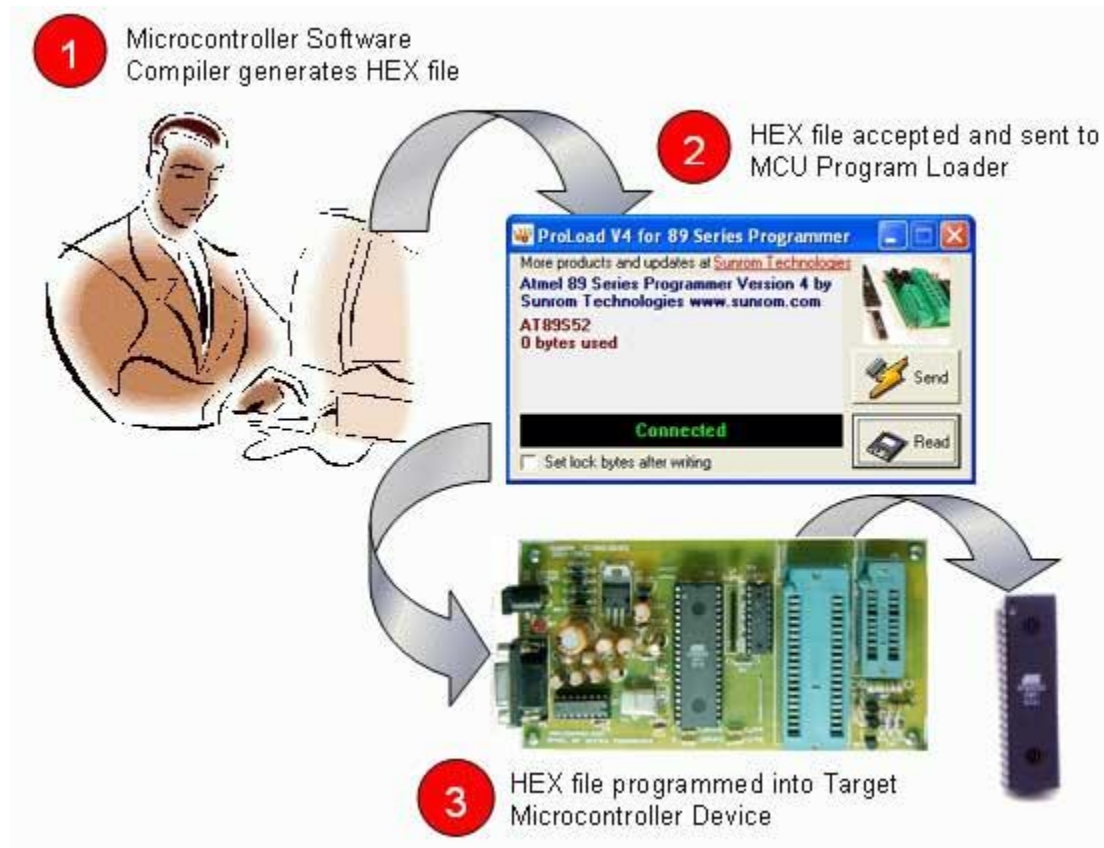 1
Microcontroller Software
Compiler generates HEX file
2
HEX file accepted and sent to
MCU Program Loader
ProLoad V4 for 89 Series Programmer
More products and updates at Sunrom Technologies
Atmel 89 Series Programmer Version 4 by
Sunrom Technologies www.sunrom.com
AT89S52
0 bytes used
Send
Connected
Read
Set lock bytes after writing
3
HEX file programmed into Target
Microcontroller Device